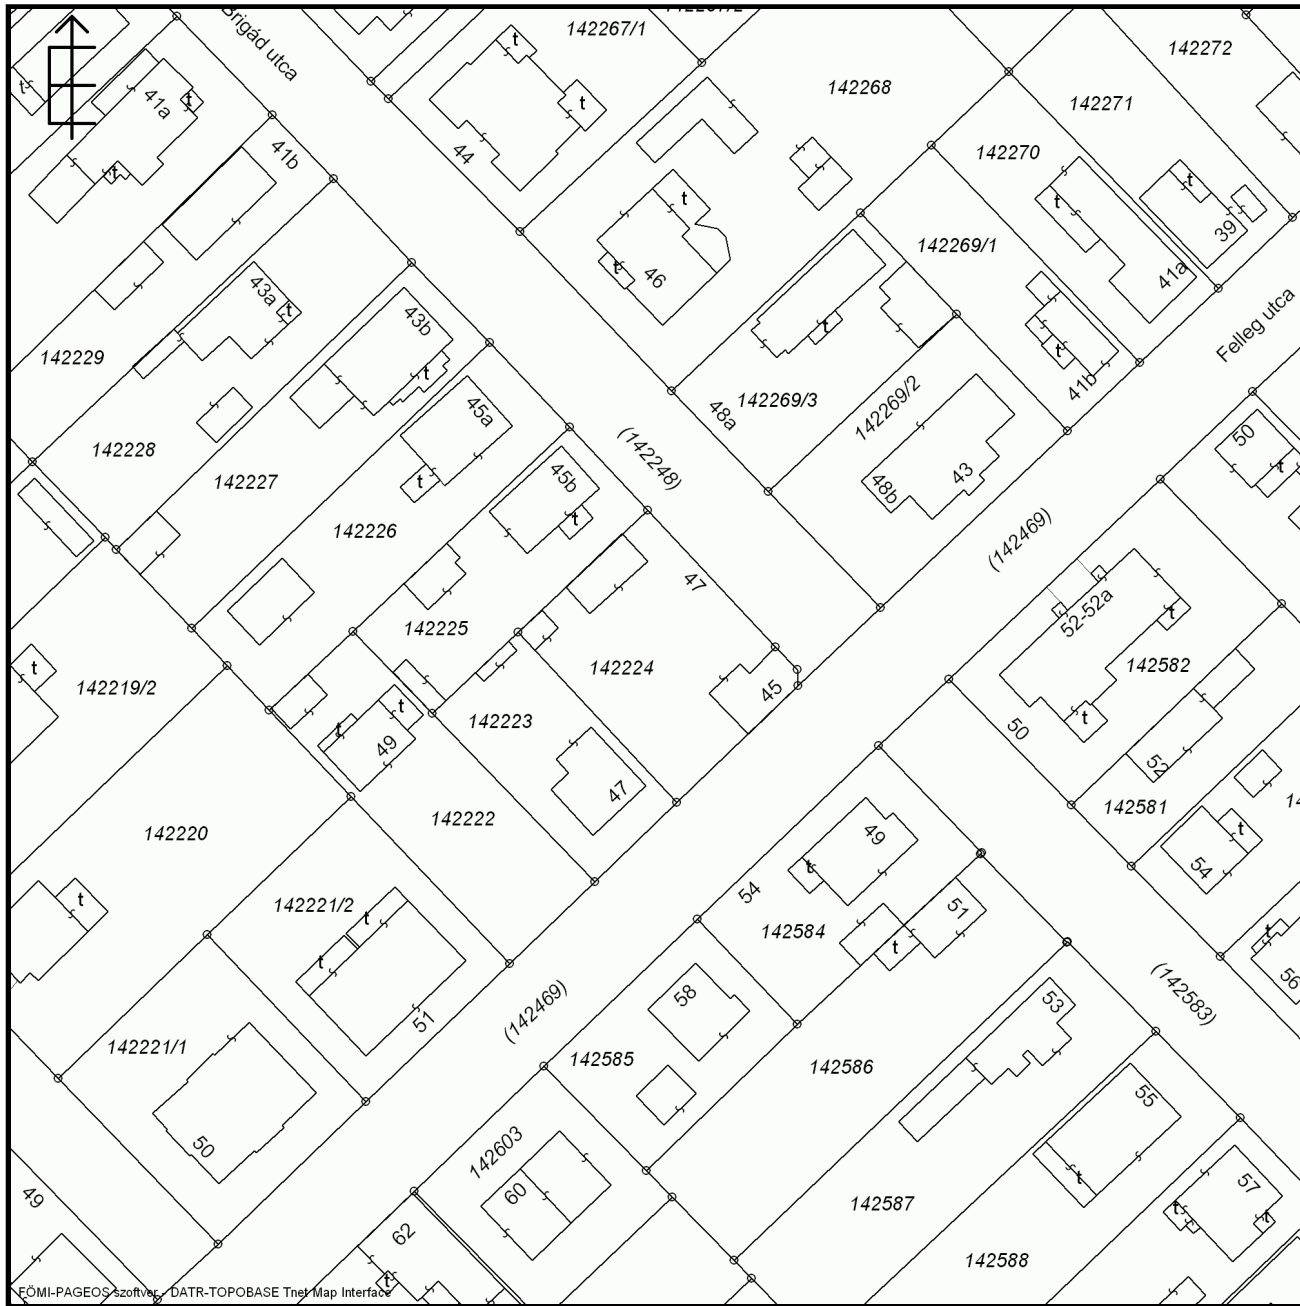 142267/1
142272
Brigád utca
142268
142271
41a
t
t
t
t
t
44
41b
142270
t
t
t
39
41a
46
t
t
142269/1
43a
t
43b
t
t
t
41b
Felleg utca
142229
142269/3
48a
142269/2
48b
43
45a
t
45b
t
(142248)
50
t
142228
142227
142226
(142469)
47
52-52a
t
142225
142224
142582
t
142219/2
t
45
50
t
49
t
142223
52
47
142581
t
54
142220
142222
49
t
54
t
142221/2
t
t
51
142584
51
t
t
56
58
(142469)
51
53
(142583)
142221/1
142585
142586
50
55
49
142603
60
t
57
t
t
142587
62
t
142588
FÖMI-PAGEOS szoftver - DATR-TOPOBASE Tnet Map Interface